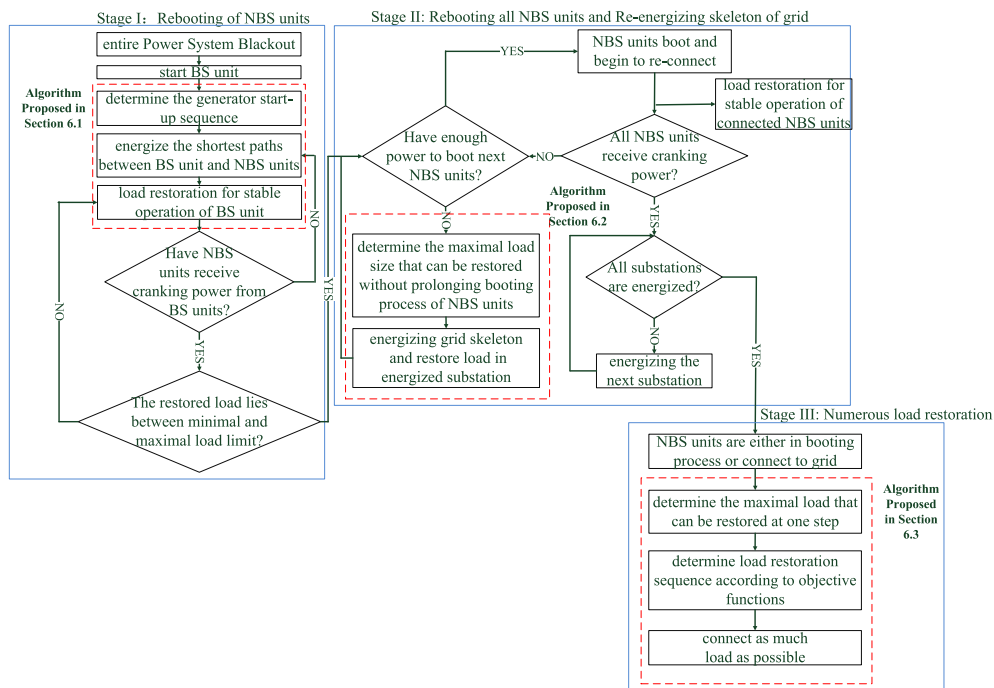 Stage I： Rebooting of NBS units
entire Power System Blackout
start BS unit
Algorithm
Proposed in
Section 6.1
determine the generator start-
up sequence
energize the shortest paths
between BS unit and NBS units
load restoration for stable
operation of BS unit
NO
Have NBS
units receive
cranking power from
BS units?
NO
YES
The restored load lies
between minimal and
maximal load limit?
YES
Stage II: Rebooting all NBS units and Re-energizing skeleton of grid
YES
NBS units boot and
begin to re-connect
load restoration for
stable operation of
connected NBS units
Have enough
power to boot next
NBS units?
NO
All NBS units
receive cranking
power?
Algorithm
Proposed in
Section 6.2
NO
YES
determine the maximal load
size that can be restored
without prolonging booting
process of NBS units
All substations
are energized?
energizing grid skeleton
and restore load in
energized substation
NO
YES
energizing the
next substation
Stage III: Numerous load restoration
NBS units are either in booting
process or connect to grid
Algorithm
Proposed
in Section
6.3
determine the maximal load that
can be restored at one step
determine load restoration
sequence according to objective
functions
connect as much
load as possible